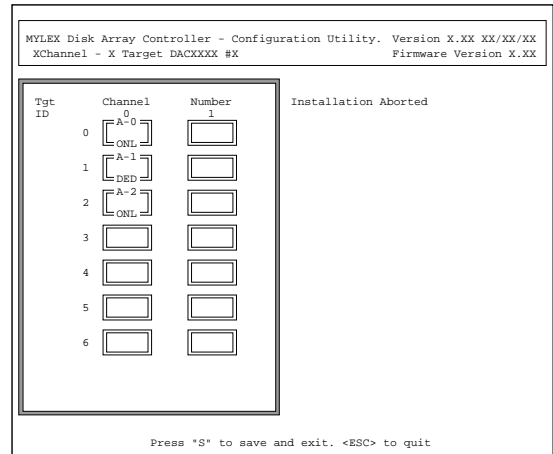 MYLEX Disk Array Controller - Configuration Utility. Version X.XX XX/XX/XX
XChannel - X Target DACXXXX #X Firmware Version X.XX
Tgt Channel Number Installation Aborted
ID 0 1
A-0
0
ONL
A-1
1
DED
A-2
2
ONL
3
4
5
6
Press "S" to save and exit. <ESC> to quit